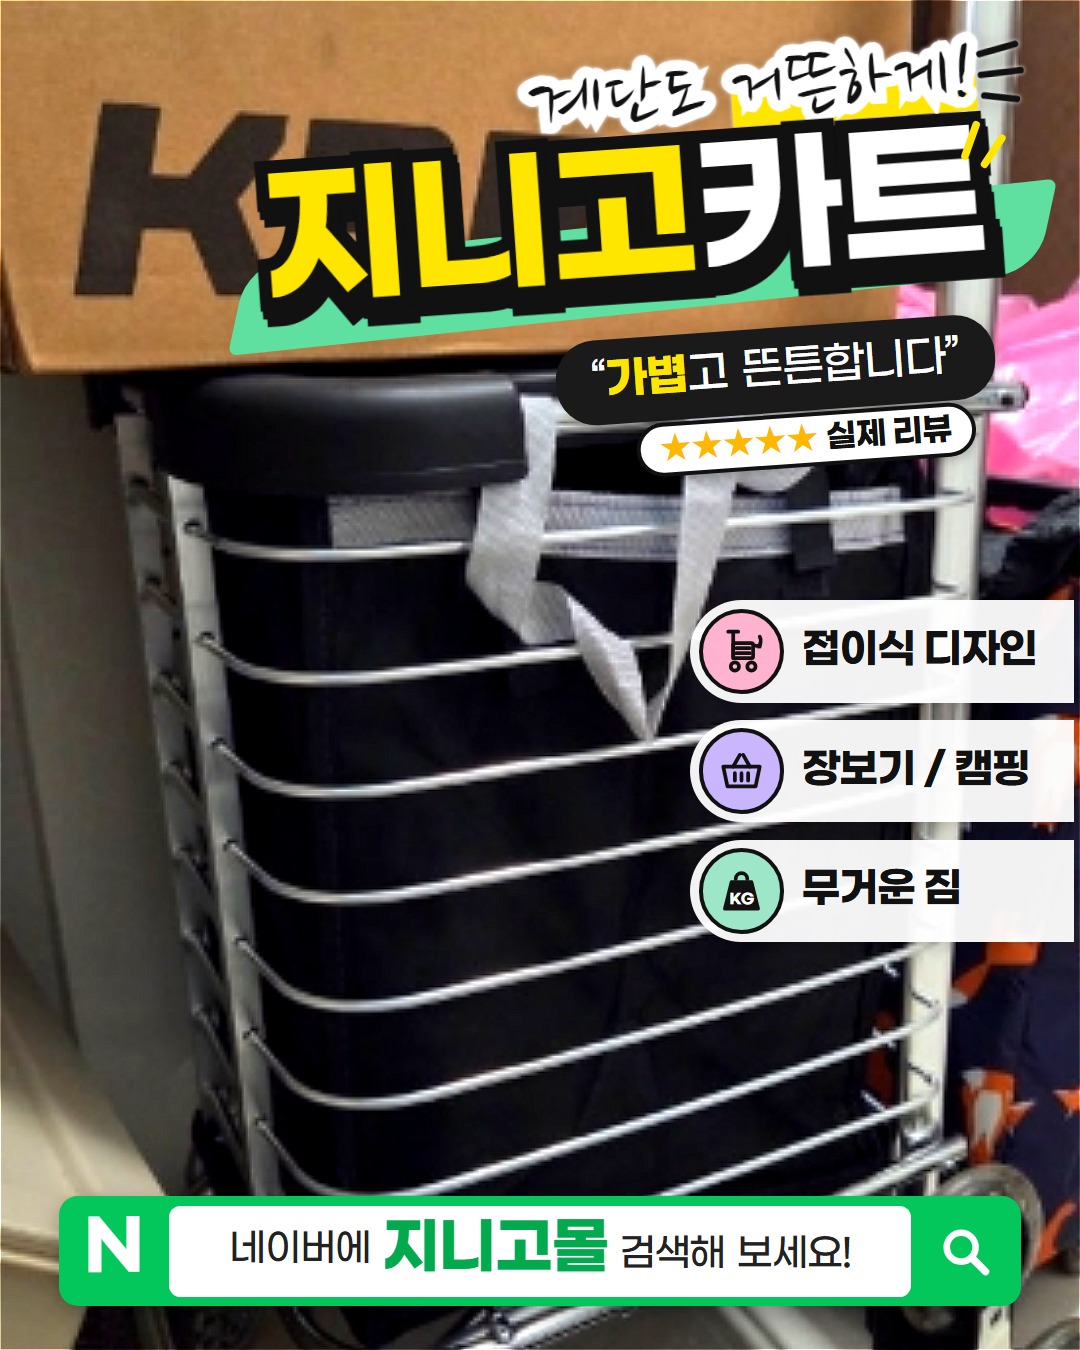 계단도 거뜬하게!
지니고카트
“가볍고 뜬튼합니다”
★★★★★ 실제 리뷰
접이식 디자인
장보기 / 캠핑
KG 무거운 짐
N 네이버에 지니고몰 검색해 보세요!